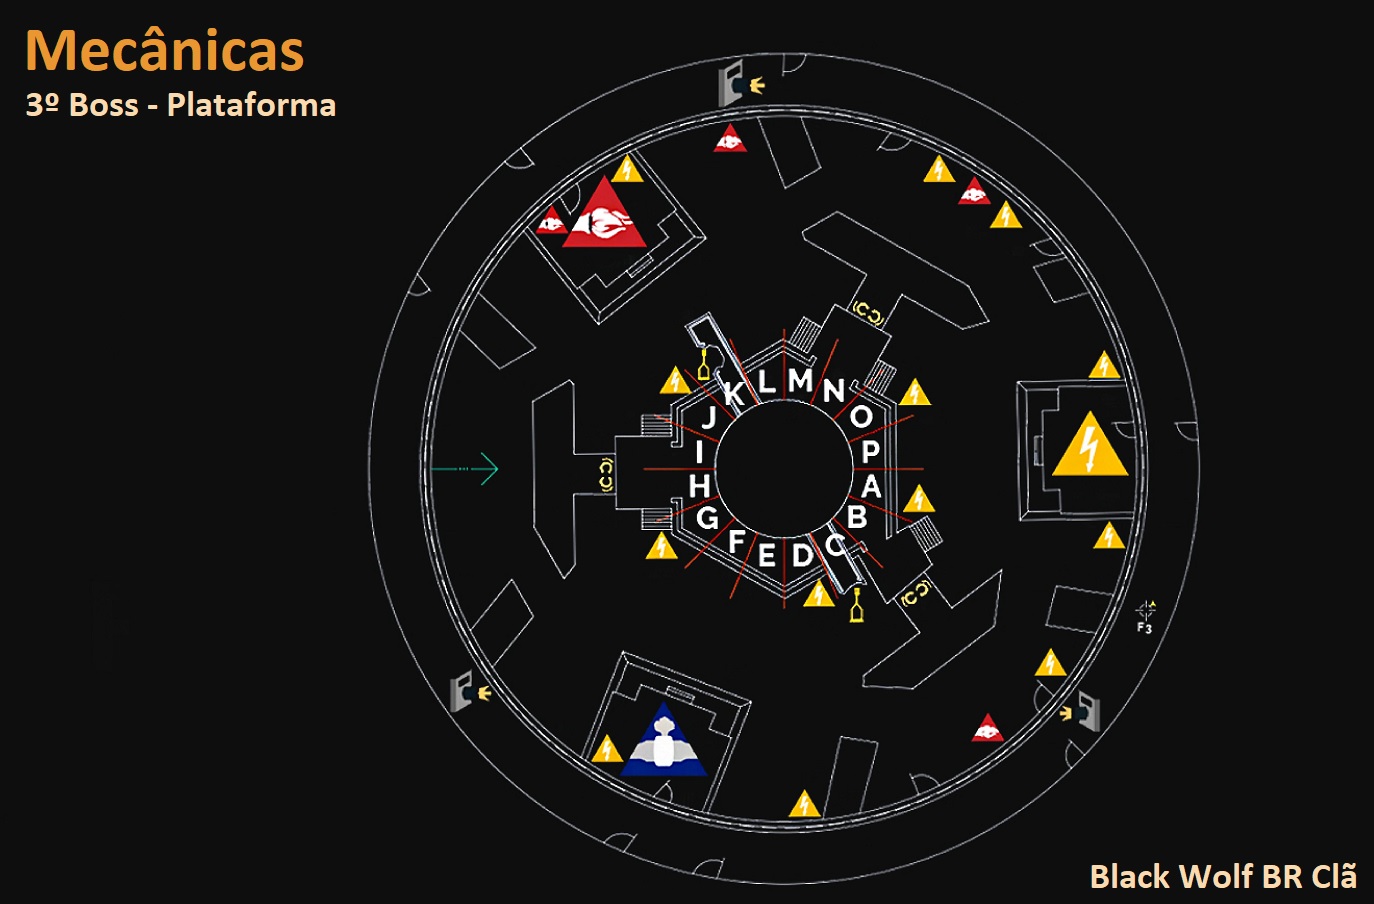 Mecânicas
3º Boss - Plataforma
L M
K N
J O
I P
H A
G B
F E D C
F3
Black Wolf BR Clã